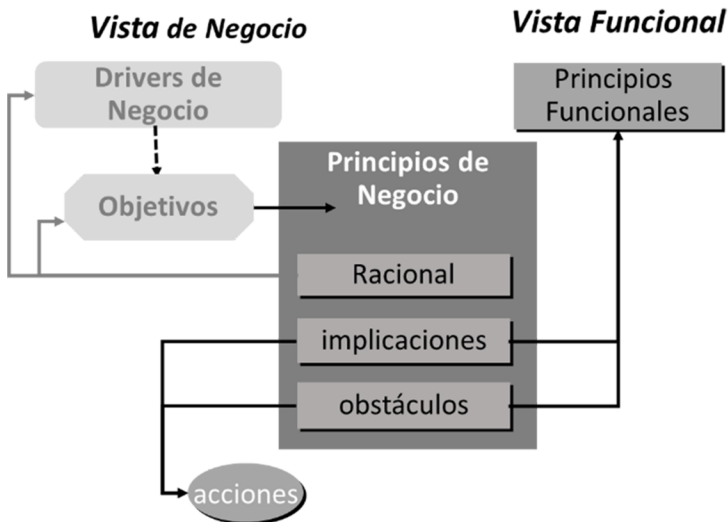 Vista de Negocio
Vista Funcional
Drivers de
Negocio
Principios
Funcionales
Principios de
Negocio
Objetivos
Racional
implicaciones
obstáculos
acciones